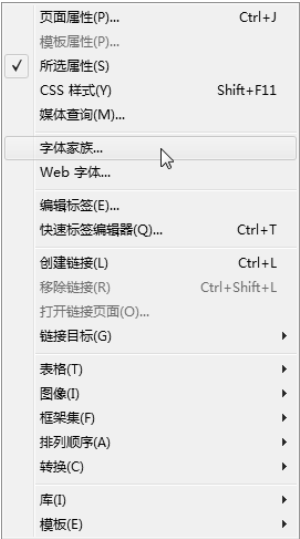 页面属性(P)... Ctrl+J
模板属性(P)...
所选属性(S)
CSS 样式(Y) Shift+F11
媒体查询(M)...
字体家族...
Web 字体...
编辑标签(E)...
快速标签编辑器(Q)... Ctrl+T
创建链接(L) Ctrl+L
移除链接(R) Ctrl+Shift+L
打开链接页面(O)...
链接目标(G)
表格(T)
图像(I)
框架集(F)
排列顺序(A)
转换(C)
库(I)
模板(E)